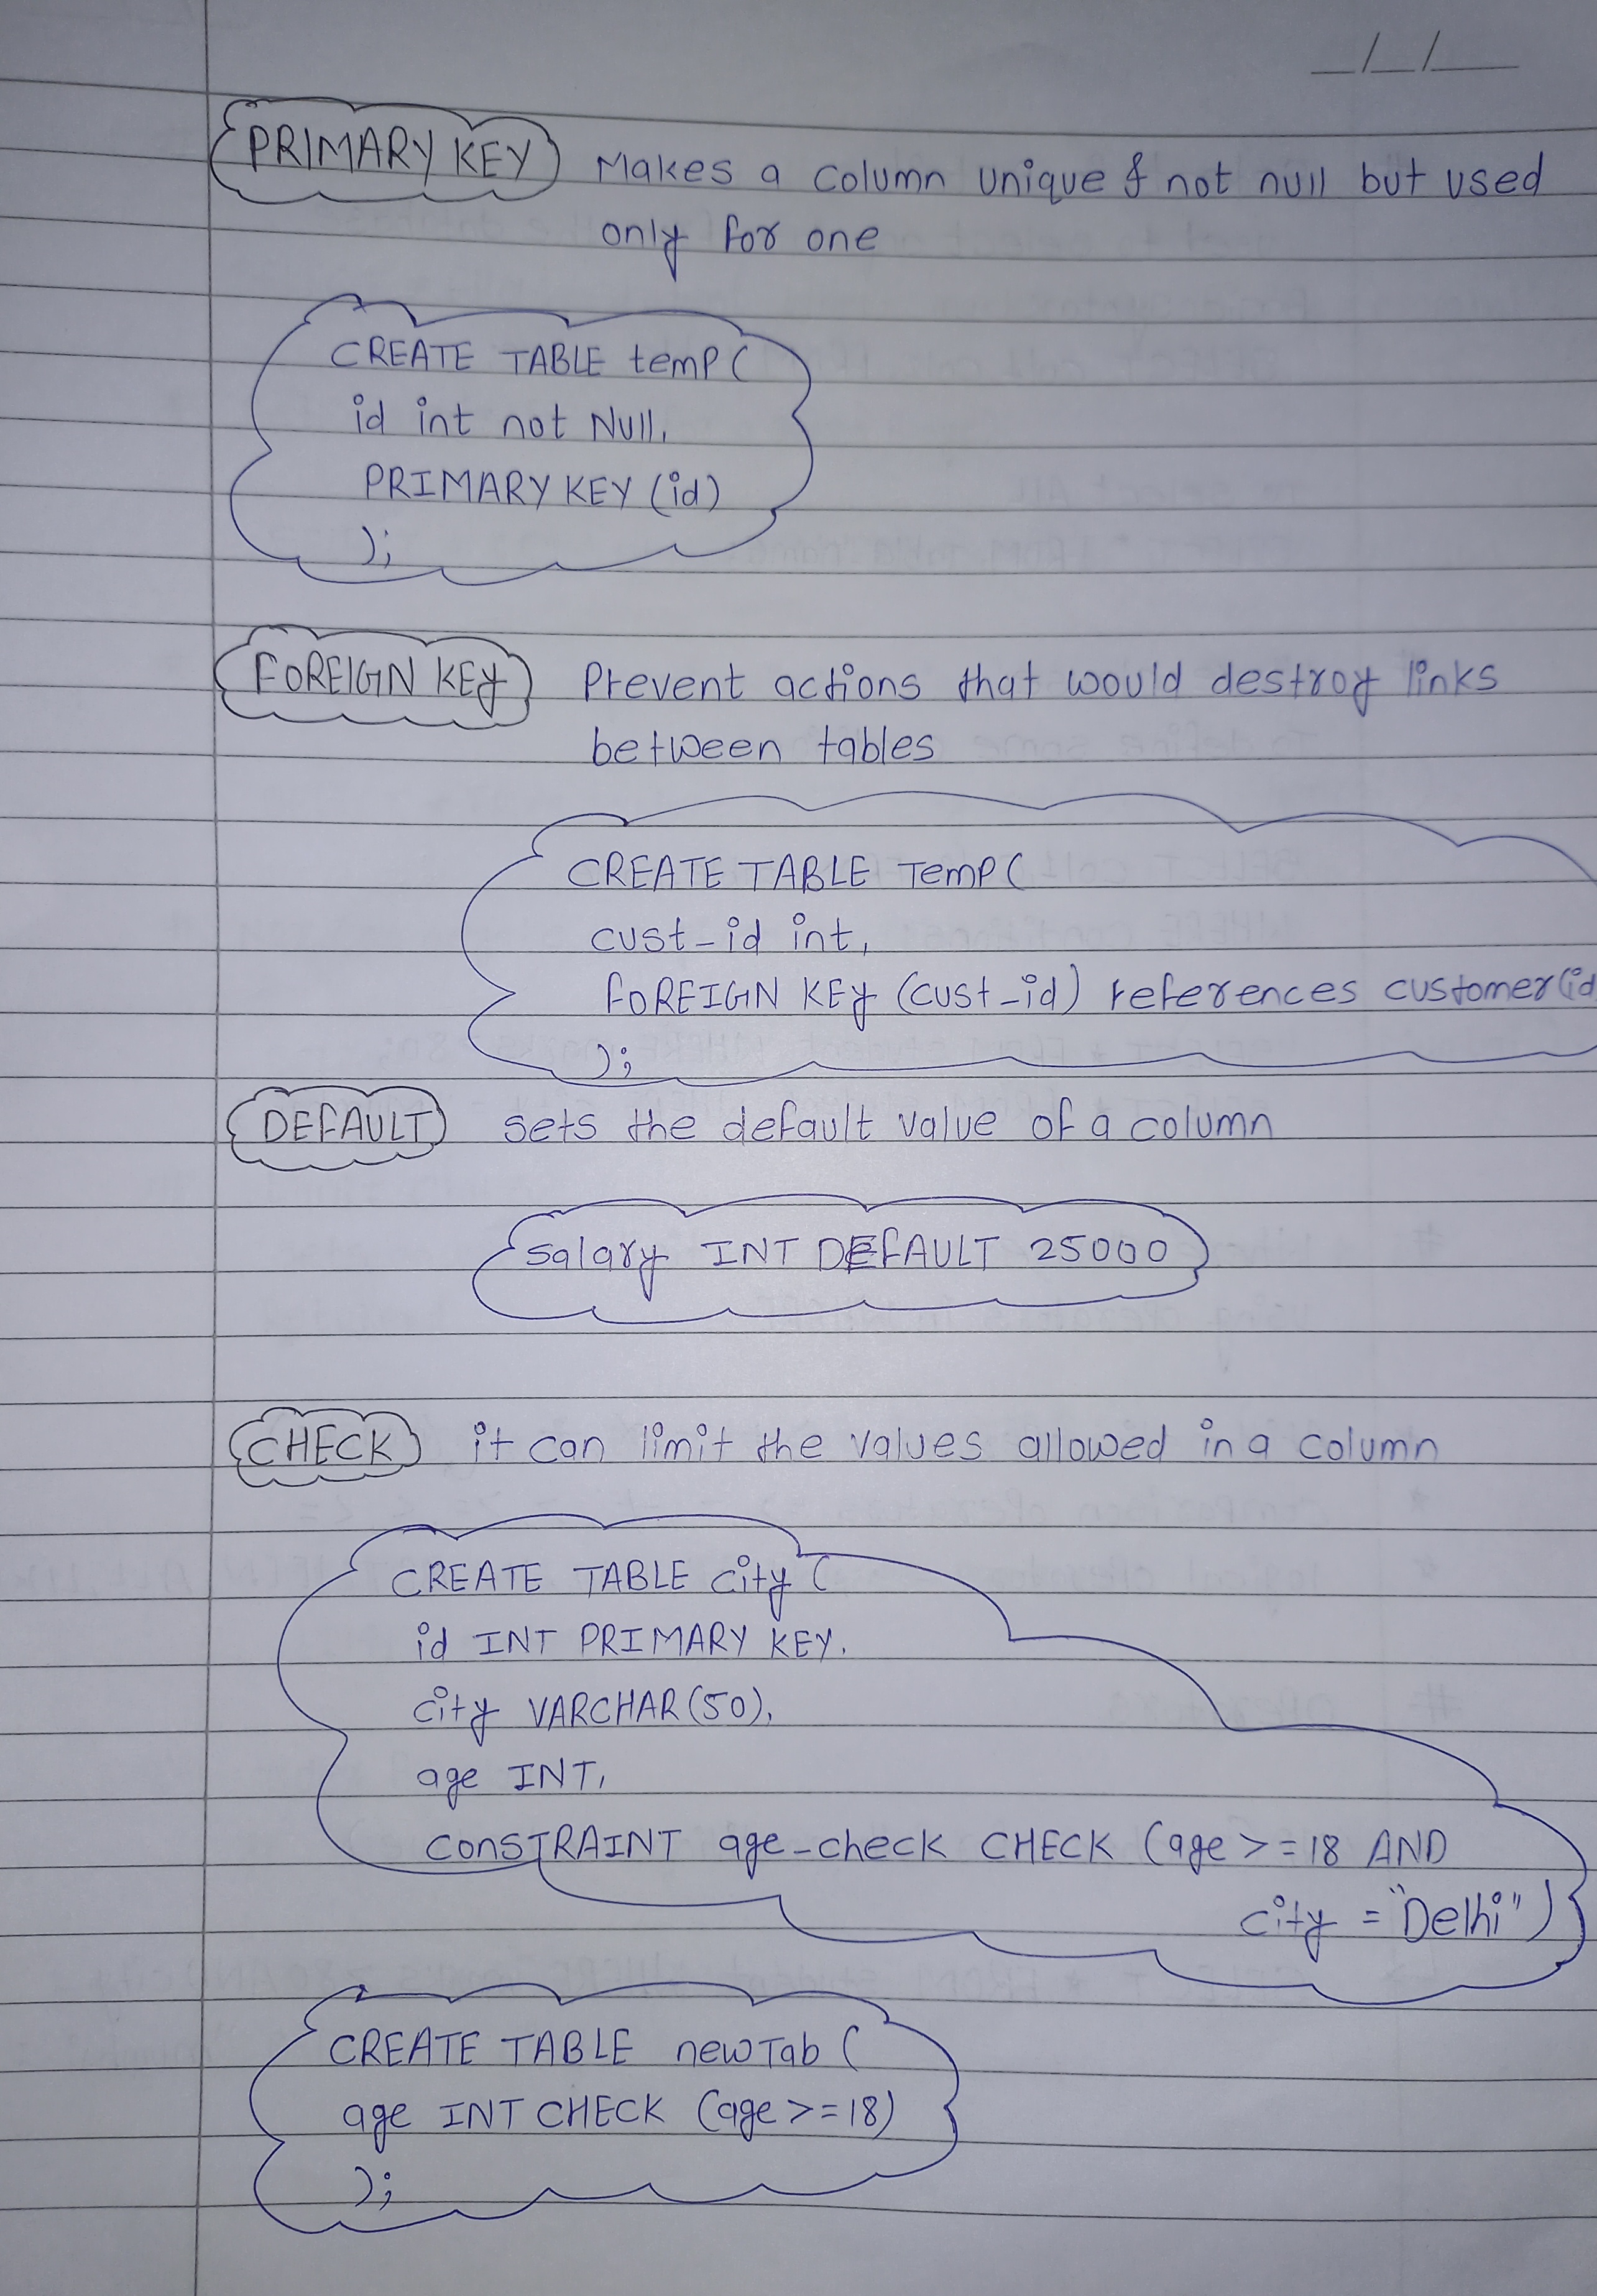 __/__/____
PRIMARY KEY Makes a column unique & not null but used
only for one
CREATE TABLE temp (
id int not Null,
PRIMARY KEY (id)
);
FOREIGN KEY Prevent actions that would destroy links
between tables
CREATE TABLE Temp (
cust_id int,
FOREIGN KEY (cust_id) references customer(id
);
DEFAULT sets the default value of a column
salary INT DEFAULT 25000
CHECK it can limit the values allowed in a column
CREATE TABLE city (
id INT PRIMARY KEY,
city VARCHAR(50),
age INT,
CONSTRAINT age_check CHECK (age >= 18 AND
city = "Delhi")
CREATE TABLE newTab (
age INT CHECK (age >= 18)
);